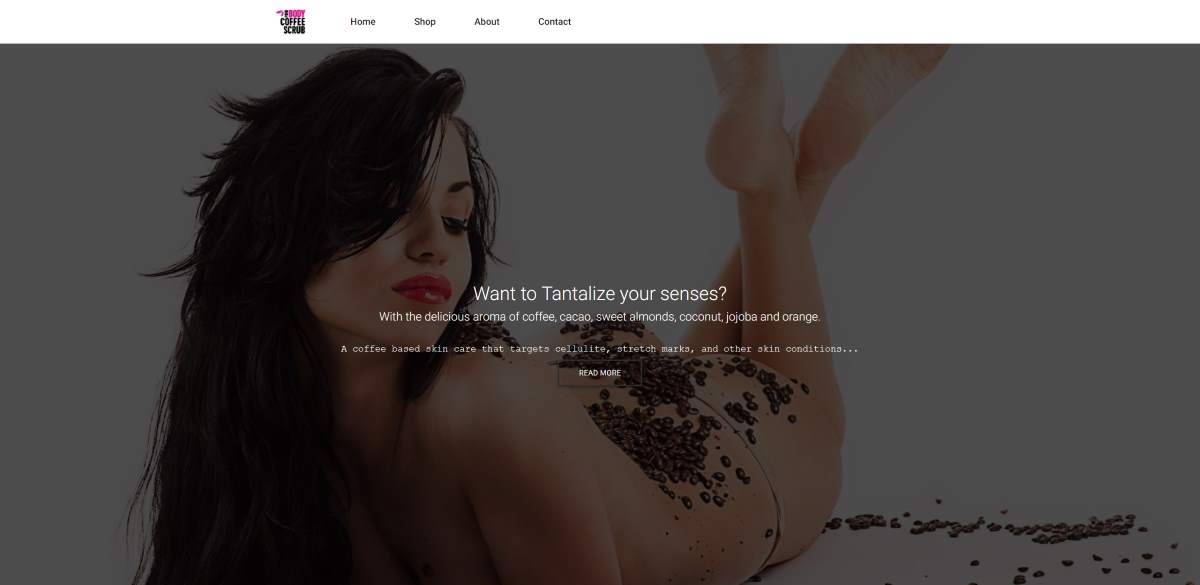 THE BODY
COFFEE
SCRUB
Home Shop About Contact
Want to Tantalize your senses?
With the delicious aroma of coffee, cacao, sweet almonds, coconut, jojoba and orange.
A coffee based skin care that targets cellulite, stretch marks, and other skin conditions...
READ MORE